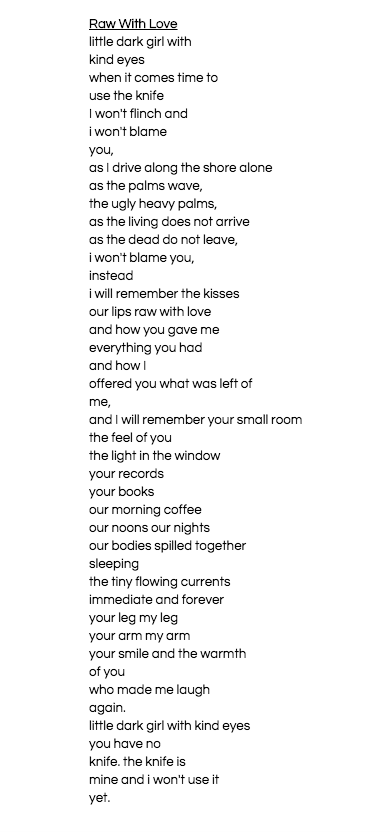 Raw With Love
little dark girl with
kind eyes
when it comes time to
use the knife
I won't flinch and
i won't blame
you,
as I drive along the shore alone
as the palms wave,
the ugly heavy palms,
as the living does not arrive
as the dead do not leave,
i won't blame you,
instead
i will remember the kisses
our lips raw with love
and how you gave me
everything you had
and how I
offered you what was left of
me,
and I will remember your small room
the feel of you
the light in the window
your records
your books
our morning coffee
our noons our nights
our bodies spilled together
sleeping
the tiny flowing currents
immediate and forever
your leg my leg
your arm my arm
your smile and the warmth
of you
who made me laugh
again.
little dark girl with kind eyes
you have no
knife. the knife is
mine and i won't use it
yet.